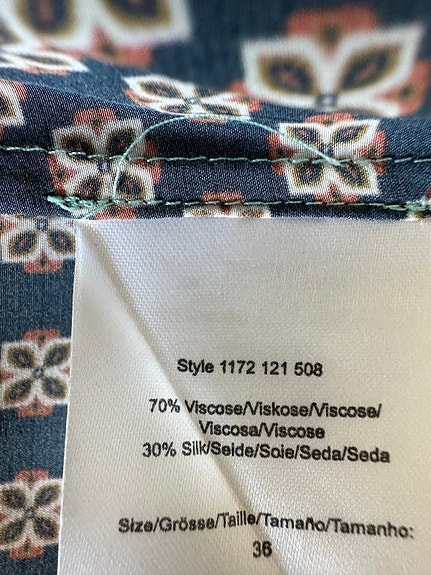 Style 1172 121 508
70% Viscose/Viskose/Viscose/
Viscosa/Viscose
30% Silk/Seide/Soie/Seda/Seda
Size/Grösse/Taille/Tamaño/Tamanho:
36